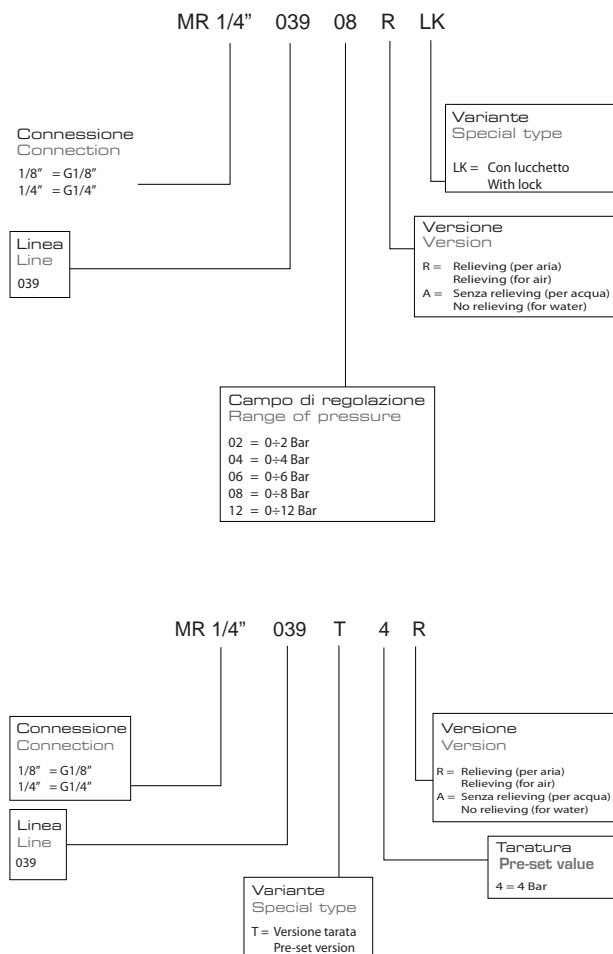 MR 1/4” 039 08 R LK
Connessione
Connection
1/8” = G1/8”
1/4” = G1/4”
Variante
Special type
LK = Con lucchetto
With lock
Linea
Line
039
Versione
Version
R = Relieving (per aria)
Relieving (for air)
A = Senza relieving (per acqua)
No relieving (for water)
Campo di regolazione
Range of pressure
02 = 0÷2 Bar
04 = 0÷4 Bar
06 = 0÷6 Bar
08 = 0÷8 Bar
12 = 0÷12 Bar
MR 1/4” 039 T 4 R
Connessione
Connection
1/8” = G1/8”
1/4” = G1/4”
Versione
Version
R = Relieving (per aria)
Relieving (for air)
A = Senza relieving (per acqua)
No relieving (for water)
Linea
Line
039
Taratura
Pre-set value
4 = 4 Bar
Variante
Special type
T = Versione tarata
Pre-set version